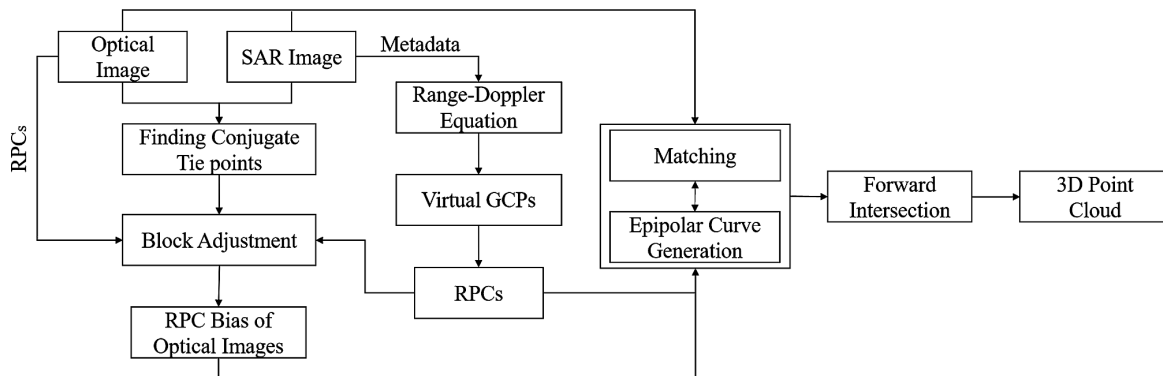 Optical
Image
SAR Image
Metadata
RPCs
Range-Doppler
Equation
Finding Conjugate
Tie points
Matching
Virtual GCPs
Forward
Intersection
3D Point
Cloud
Block Adjustment
Epipolar Curve
Generation
RPCs
RPC Bias of
Optical Images